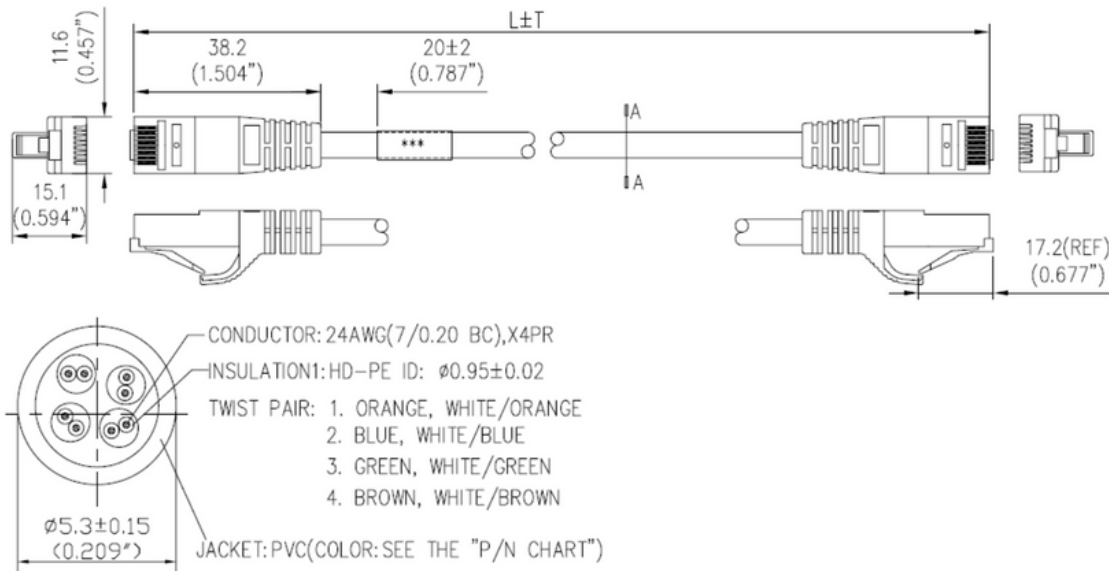 L±T
11.6
(0.457")
38.2
(1.504")
20±2
(0.787")
A
***
A
15.1
(0.594")
17.2(REF)
(0.677")
CONDUCTOR: 24AWG(7/0.20 BC),X4PR
INSULATION1: HD-PE ID: ⌀0.95±0.02
TWIST PAIR: 1. ORANGE, WHITE/ORANGE
2. BLUE, WHITE/BLUE
3. GREEN, WHITE/GREEN
4. BROWN, WHITE/BROWN
⌀5.3±0.15
(0.209")
JACKET: PVC(COLOR: SEE THE "P/N CHART")